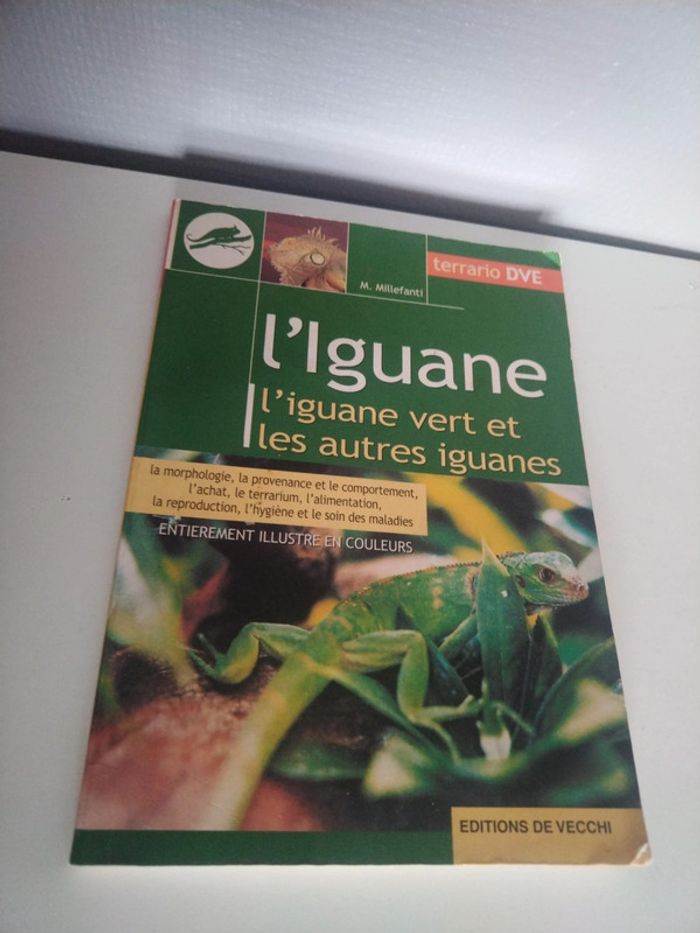 terrario DVE
M. Millefanti
l'Iguane
l'iguane vert et
les autres iguanes
la morphologie, la provenance et le comportement,
l'achat, le terrarium, l'alimentation,
la reproduction, l'hygiène et le soin des maladies
ENTIEREMENT ILLUSTRE EN COULEURS
EDITIONS DE VECCHI